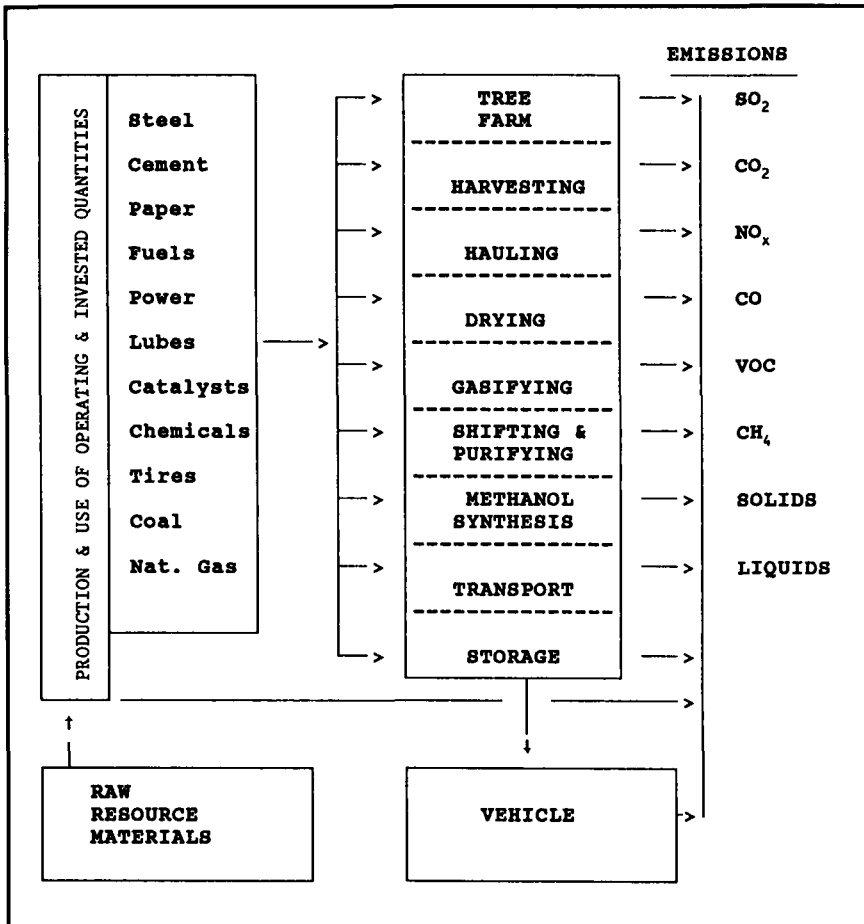 EMISSIONS
PRODUCTION & USE OF OPERATING & INVESTED QUANTITIES
Steel
Cement
Paper
Fuels
Power
Lubes
Catalysts
Chemicals
Tires
Coal
Nat. Gas
TREE
FARM
HARVESTING
HAULING
DRYING
GASIFYING
SHIFTING &
PURIFYING
METHANOL
SYNTHESIS
TRANSPORT
STORAGE
SO₂
CO₂
NOₓ
CO
VOC
CH₄
SOLIDS
LIQUIDS
RAW
RESOURCE
MATERIALS
VEHICLE